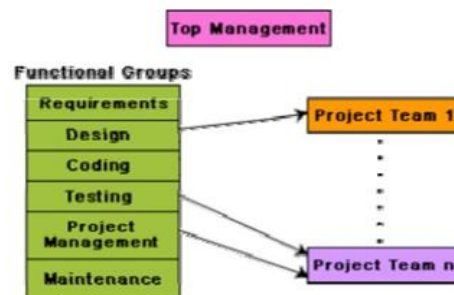 Top Management
Functional Groups
Requirements
Design
Coding
Testing
Project
Management
Maintenance
Project Team 1
Project Team n